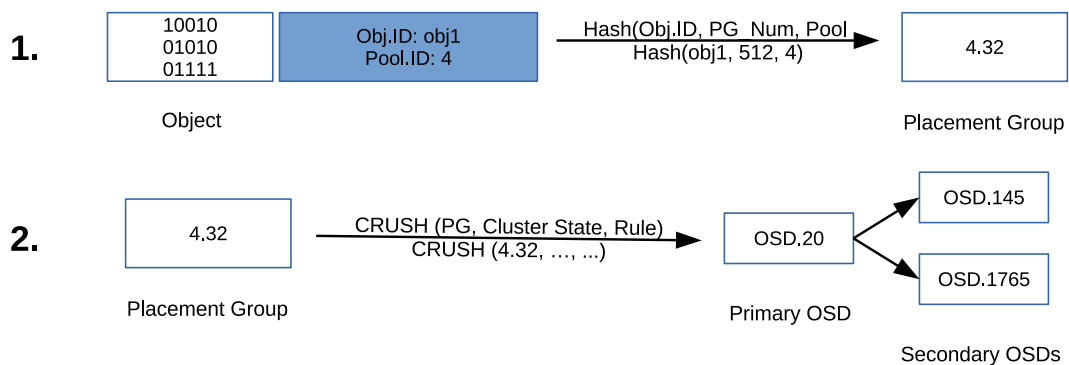 1.
10010
01010
01111
Obj.ID: obj1
Pool.ID: 4
Hash(Obj.ID, PG_Num, Pool
Hash(obj1, 512, 4)
4.32
Object
Placement Group
2.
4.32
CRUSH (PG, Cluster State, Rule)
CRUSH (4.32, …, ...)
OSD.20
OSD.145
OSD.1765
Placement Group
Primary OSD
Secondary OSDs